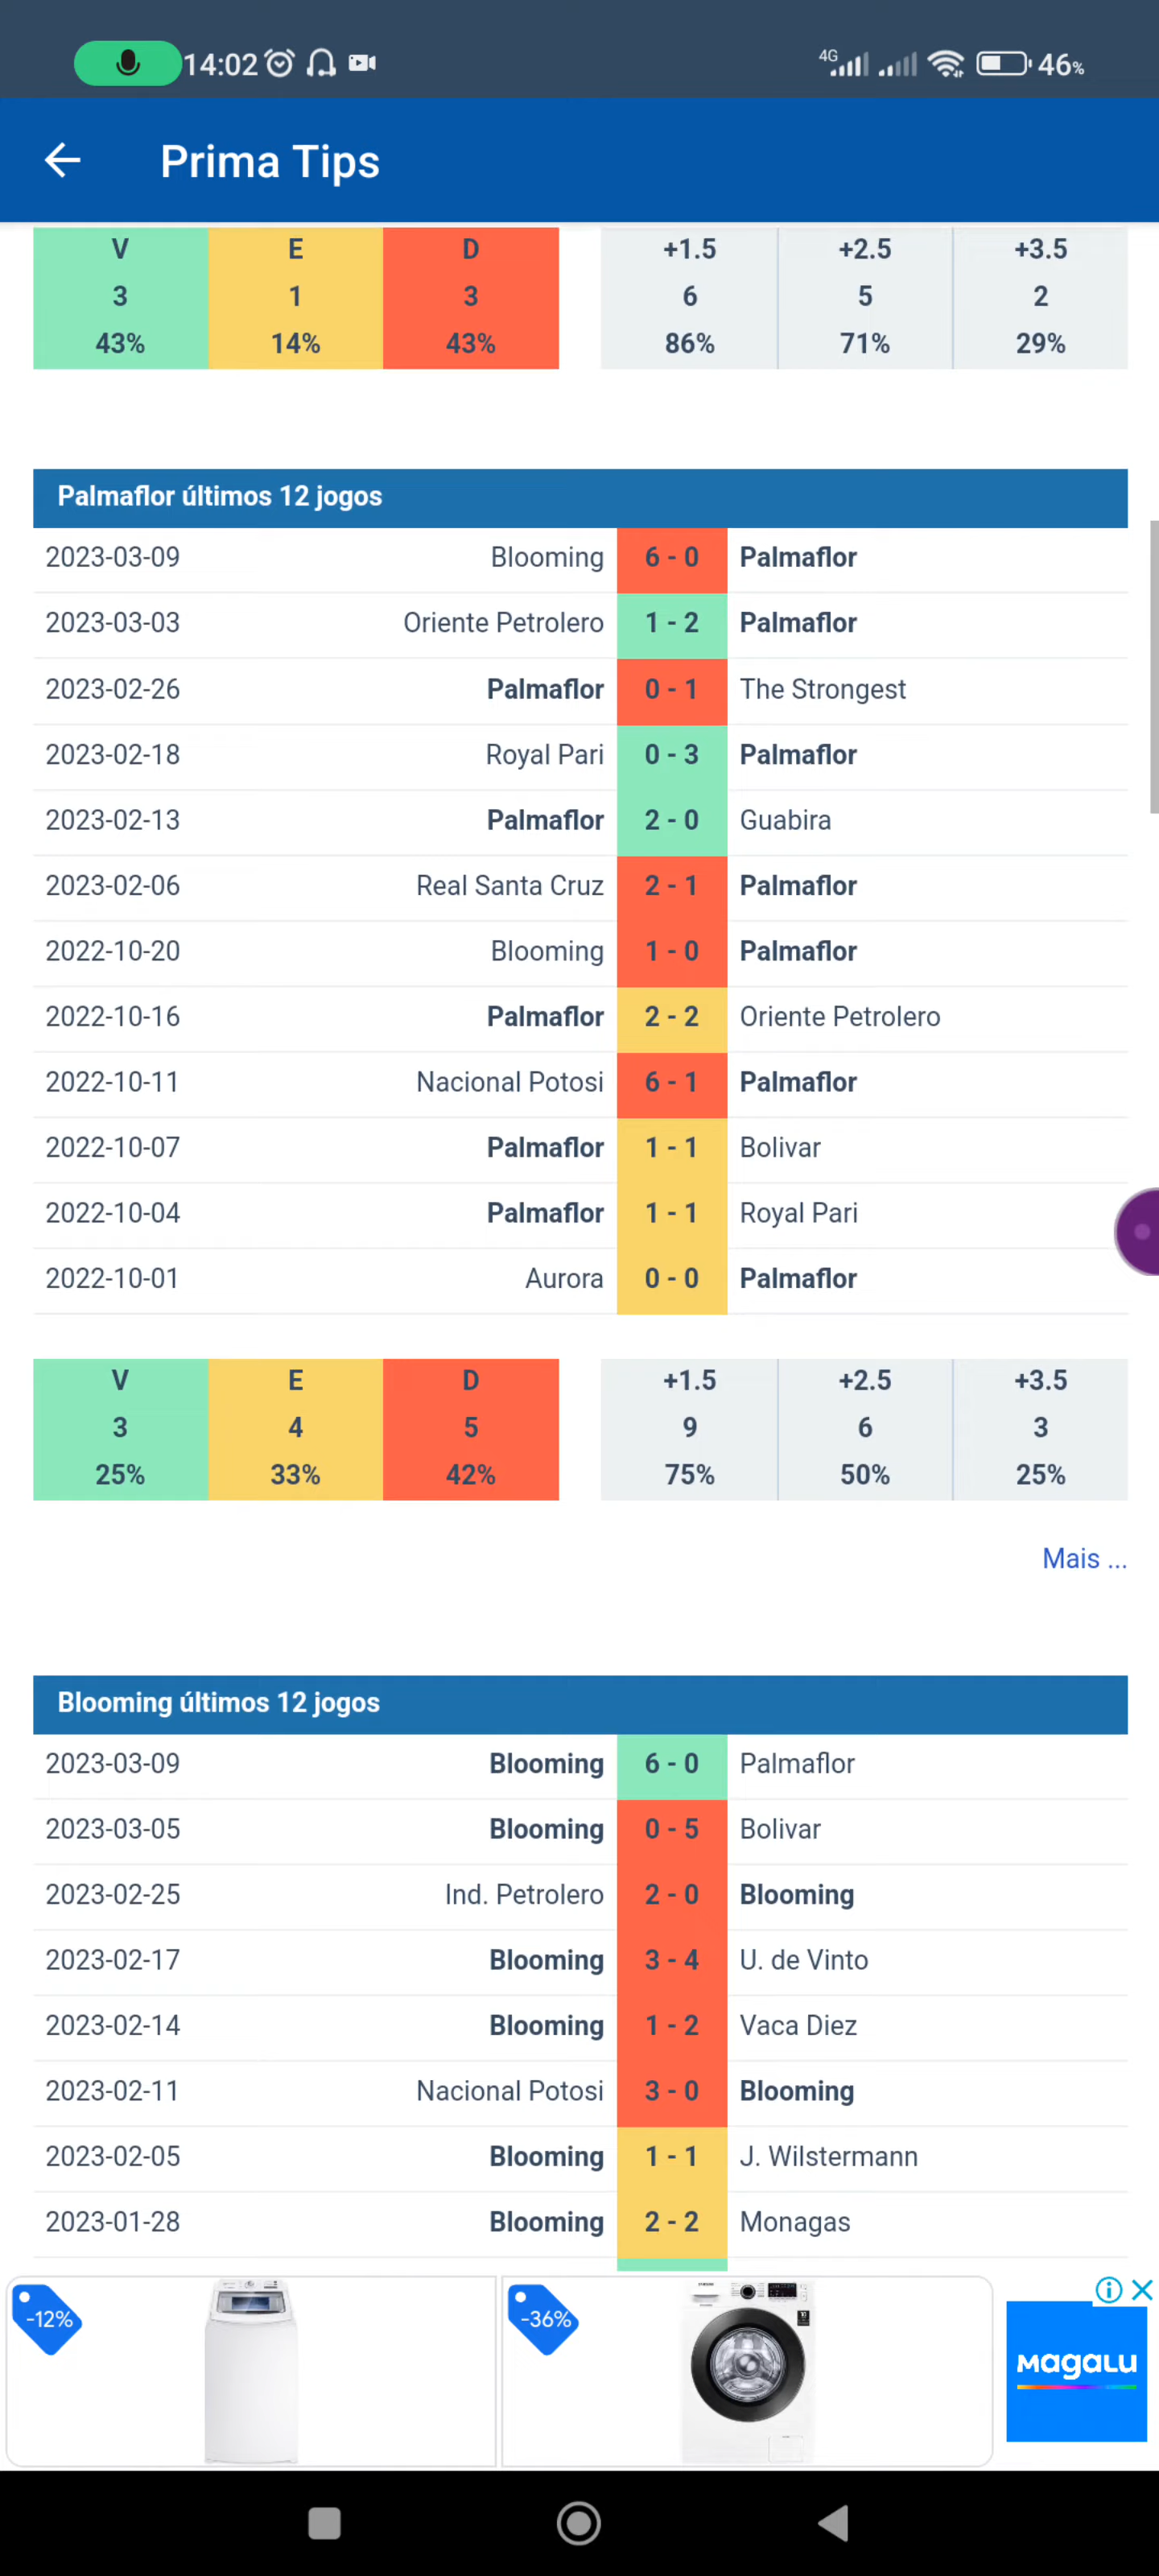 14:02 4G 46%
Prima Tips
V E D +1.5 +2.5 +3.5
3 1 3 6 5 2
43% 14% 43% 86% 71% 29%
Palmaflor últimos 12 jogos
2023-03-09 Blooming 6 - 0 Palmaflor
2023-03-03 Oriente Petrolero 1 - 2 Palmaflor
2023-02-26 Palmaflor 0 - 1 The Strongest
2023-02-18 Royal Pari 0 - 3 Palmaflor
2023-02-13 Palmaflor 2 - 0 Guabira
2023-02-06 Real Santa Cruz 2 - 1 Palmaflor
2022-10-20 Blooming 1 - 0 Palmaflor
2022-10-16 Palmaflor 2 - 2 Oriente Petrolero
2022-10-11 Nacional Potosi 6 - 1 Palmaflor
2022-10-07 Palmaflor 1 - 1 Bolivar
2022-10-04 Palmaflor 1 - 1 Royal Pari
2022-10-01 Aurora 0 - 0 Palmaflor
V E D +1.5 +2.5 +3.5
3 4 5 9 6 3
25% 33% 42% 75% 50% 25%
Mais ...
Blooming últimos 12 jogos
2023-03-09 Blooming 6 - 0 Palmaflor
2023-03-05 Blooming 0 - 5 Bolivar
2023-02-25 Ind. Petrolero 2 - 0 Blooming
2023-02-17 Blooming 3 - 4 U. de Vinto
2023-02-14 Blooming 1 - 2 Vaca Diez
2023-02-11 Nacional Potosi 3 - 0 Blooming
2023-02-05 Blooming 1 - 1 J. Wilstermann
2023-01-28 Blooming 2 - 2 Monagas
-12% -36%
Magalu